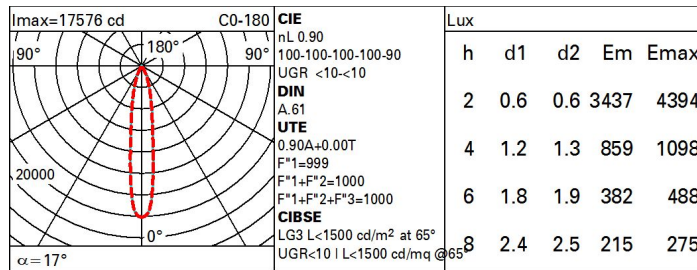 Imax=17576 cd C0-180
90° 180° 90°
20000
0°
α=17°
CIE
nL 0.90
100-100-100-100-90
UGR <10-<10
DIN
A.61
UTE
0.90A+0.00T
F"1=999
F"1+F"2=1000
F"1+F"2+F"3=1000
CIBSE
LG3 L<1500 cd/m² at 65°
UGR<10 | L<1500 cd/mq @65°
Lux
h d1 d2 Em Emax
2 0.6 0.6 3437 4394
4 1.2 1.3 859 1098
6 1.8 1.9 382 488
8 2.4 2.5 215 275